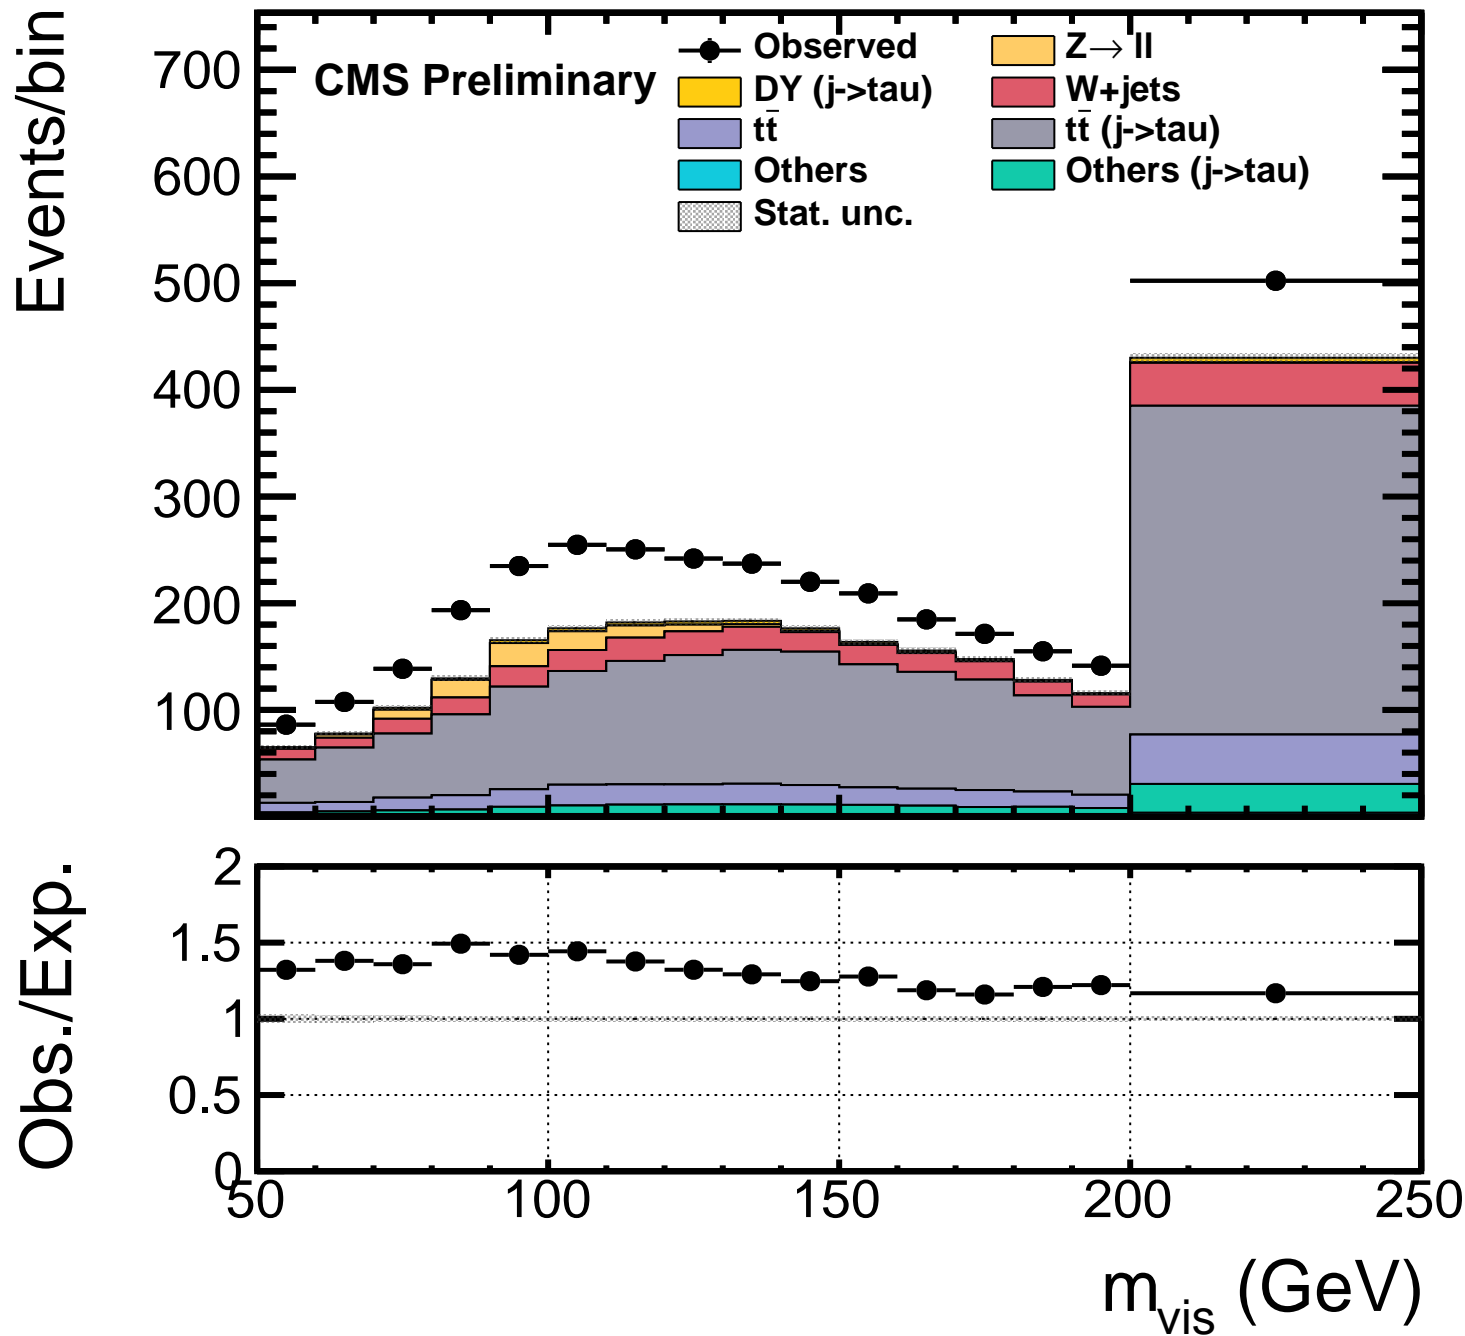 Events/bin
700
600
500
400
300
200
100
CMS Preliminary
Observed
Z→ ll
DY (j->tau)
W+jets
tt̄
tt̄ (j->tau)
Others
Others (j->tau)
Stat. unc.
Obs./Exp.
2
1.5
1
0.5
0
50 100 150 200 250
m_vis (GeV)